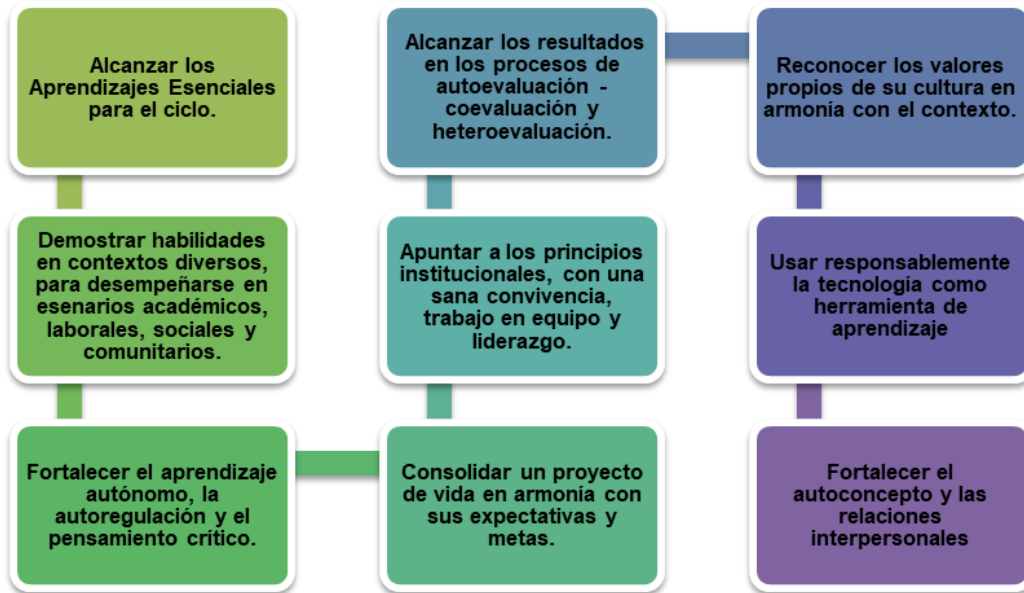 Alcanzar los
Aprendizajes Esenciales
para el ciclo.
Demostrar habilidades
en contextos diversos,
para desempeñarse en
esenarios académicos,
laborales, sociales y
comunitarios.
Fortalecer el aprendizaje
autónomo, la
autoregulación y el
pensamiento crítico.
Consolidar un proyecto
de vida en armonía con
sus expectativas y
metas.
Apuntar a los principios
institucionales, con una
sana convivencia,
trabajo en equipo y
liderazgo.
Alcanzar los resultados
en los procesos de
autoevaluación -
coevaluación y
heteroevaluación.
Reconocer los valores
propios de su cultura en
armonía con el contexto.
Usar responsablemente
la tecnología como
herramienta de
aprendizaje
Fortalecer el
autoconcepto y las
relaciones
interpersonales